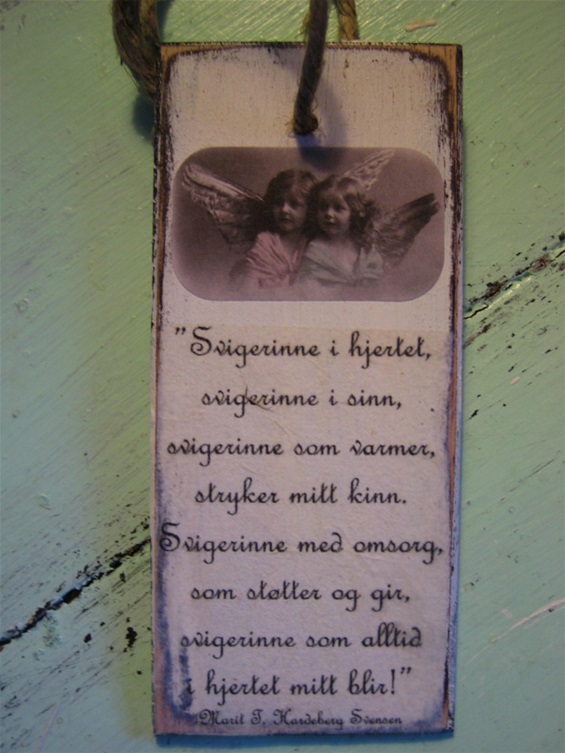 "Svigerinne i hjertet,
svigerinne i sinn,
svigerinne som varmer,
stryker mitt kinn.
Svigerinne med omsorg,
som støtter og gir,
svigerinne som alltid
i hjertet mitt blir!"
Marit T. Hardeberg Svensen